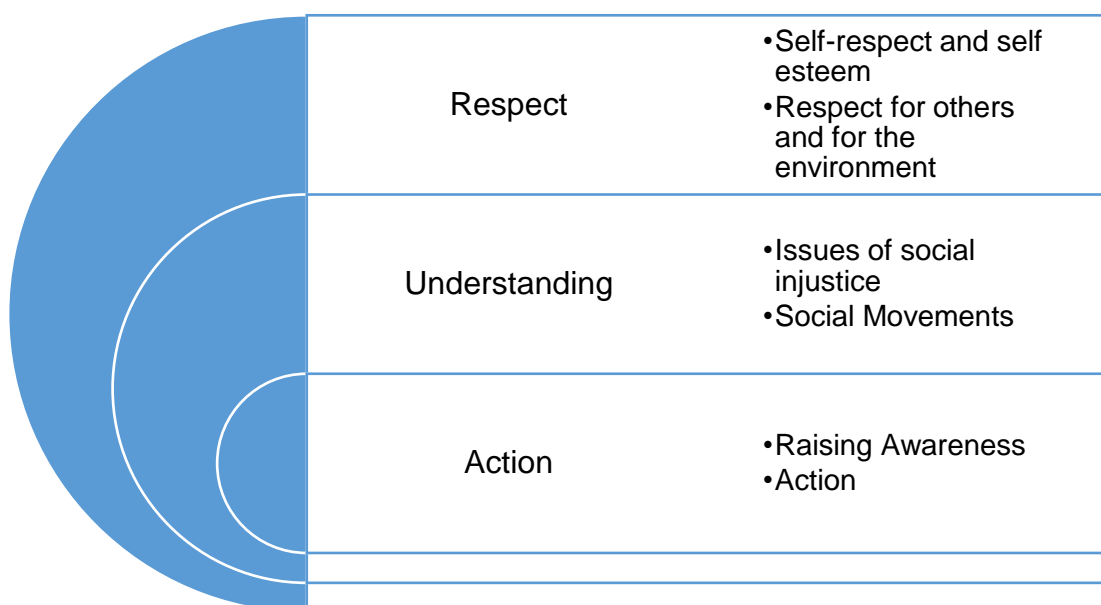 Respect
•Self-respect and self
esteem
•Respect for others
and for the
environment
Understanding
•Issues of social
injustice
•Social Movements
Action
•Raising Awareness
•Action